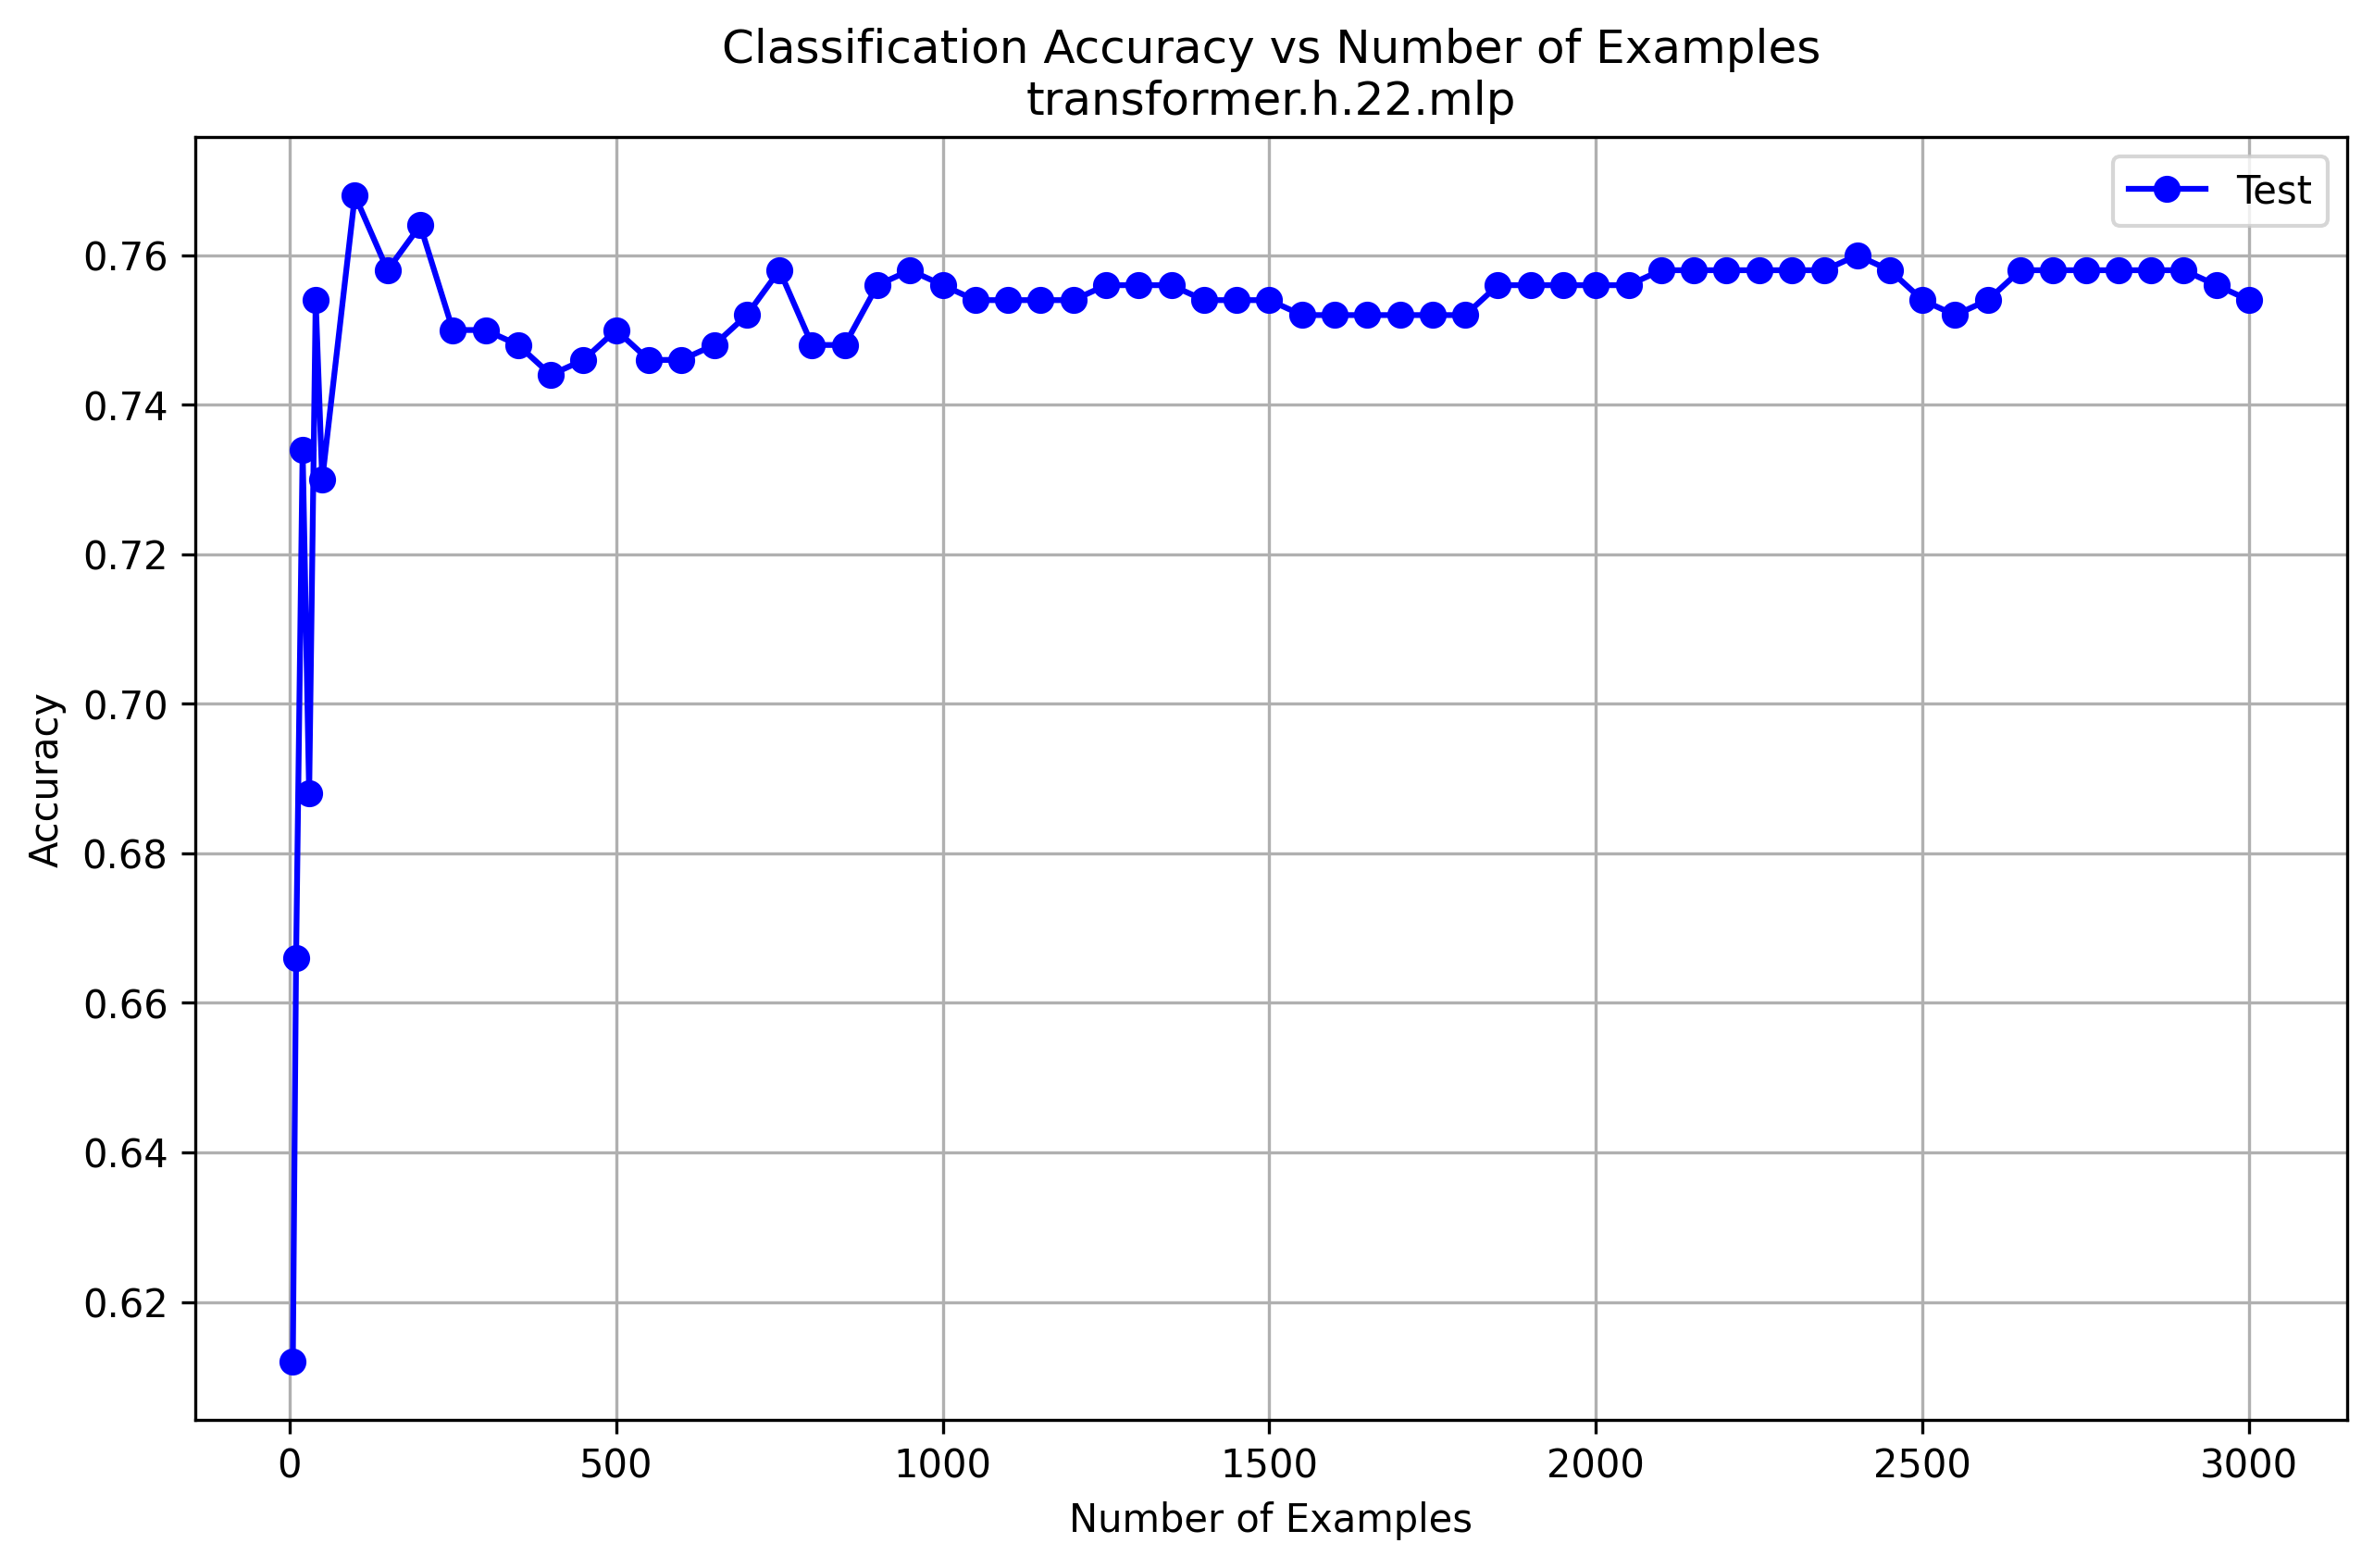 Classification Accuracy vs Number of Examples
transformer.h.22.mlp
Test
0.76
0.74
0.72
0.70
0.68
0.66
0.64
0.62
Accuracy
0 500 1000 1500 2000 2500 3000
Number of Examples